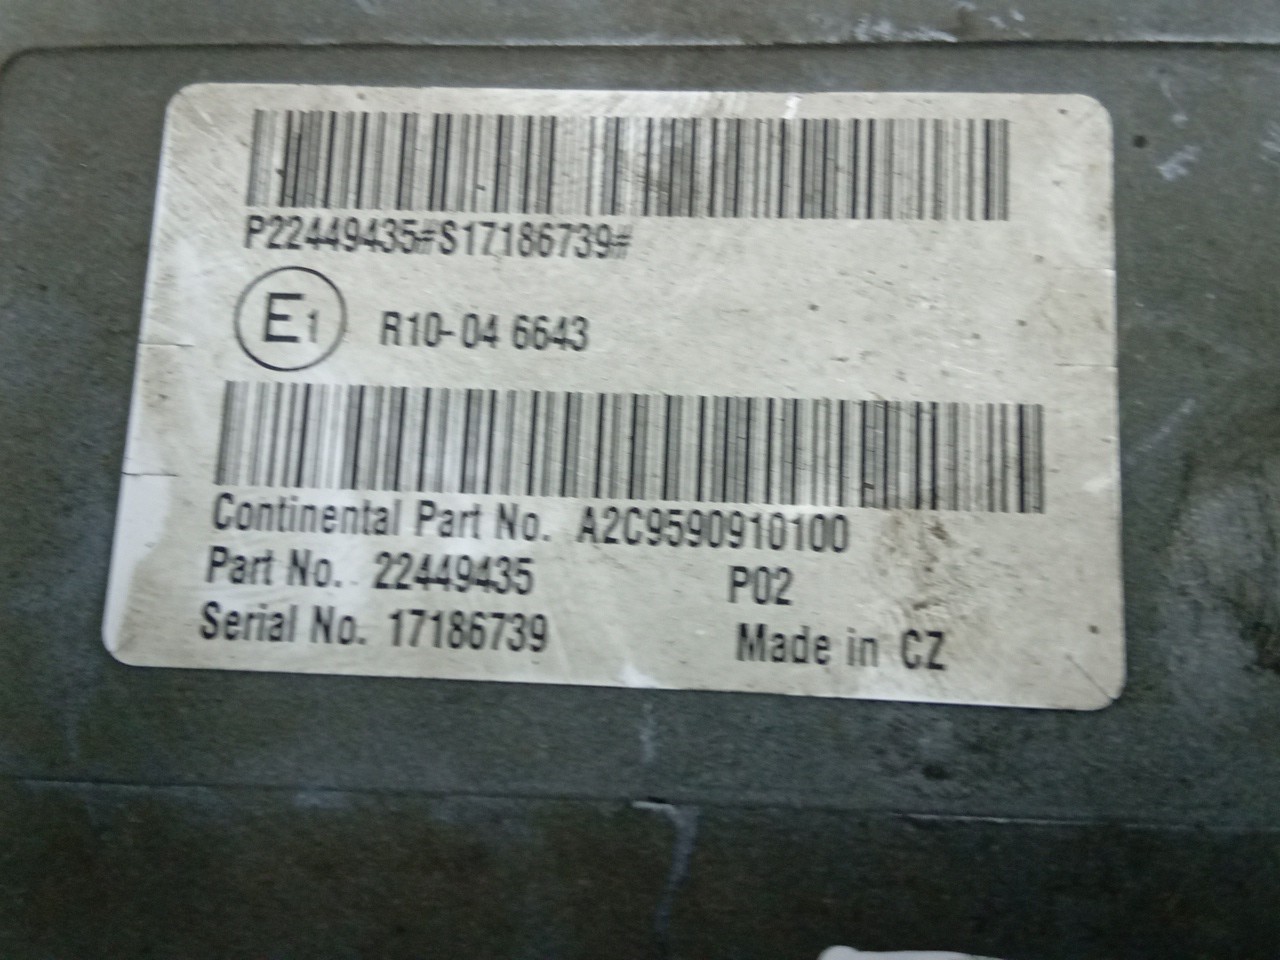 P22449435#S17186739#
E1 R10-04 6643
Continental Part No. A2C9590910100
Part No. 22449435 P02
Serial No. 17186739 Made in CZ